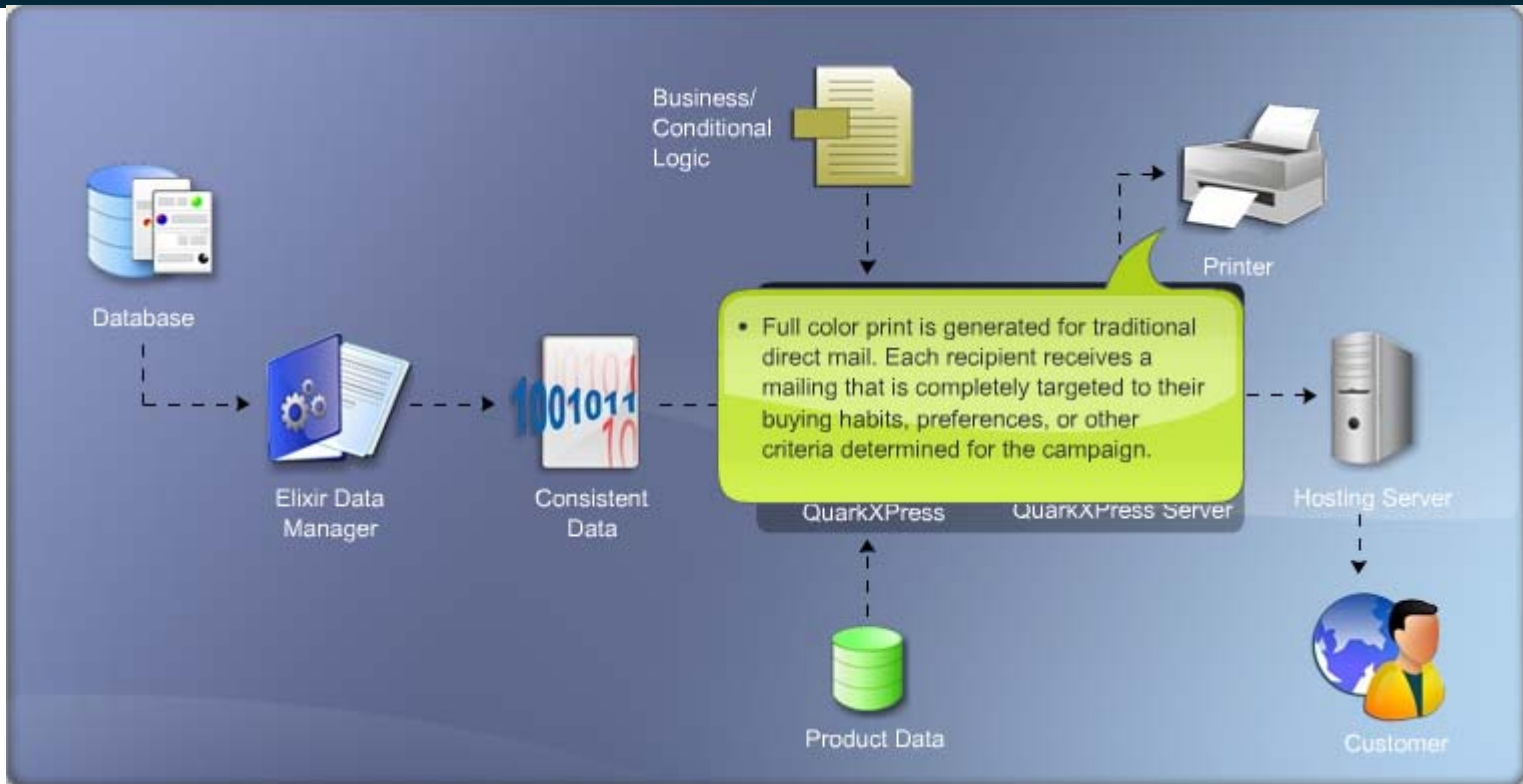 Business/
Conditional
Logic
Printer
Database
• Full color print is generated for traditional
direct mail. Each recipient receives a
mailing that is completely targeted to their
buying habits, preferences, or other
criteria determined for the campaign.
1001011
10101
10
Elixir Data
Manager
Consistent
Data
QuarkXPress
QuarkXPress Server
Hosting Server
Product Data
Customer